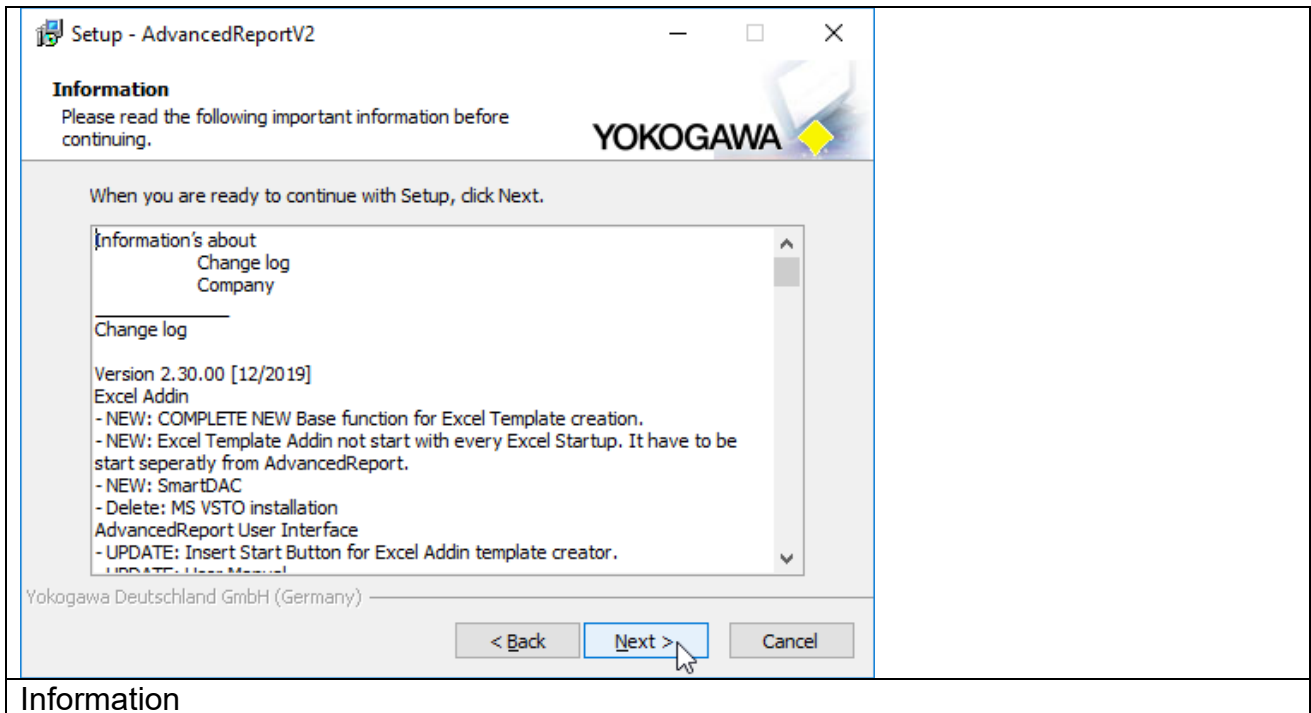 Setup - AdvancedReportV2
Information
Please read the following important information before
continuing.
YOKOGAWA
When you are ready to continue with Setup, click Next.
Information's about
Change log
Company
Change log
Version 2.30.00 [12/2019]
Excel Addin
- NEW: COMPLETE NEW Base function for Excel Template creation.
- NEW: Excel Template Addin not start with every Excel Startup. It have to be
start seperatly from AdvancedReport.
- NEW: SmartDAC
- Delete: MS VSTO installation
AdvancedReport User Interface
- UPDATE: Insert Start Button for Excel Addin template creator.
- UPDATE: User Manual
Yokogawa Deutschland GmbH (Germany)
< Back
Next >
Cancel
Information